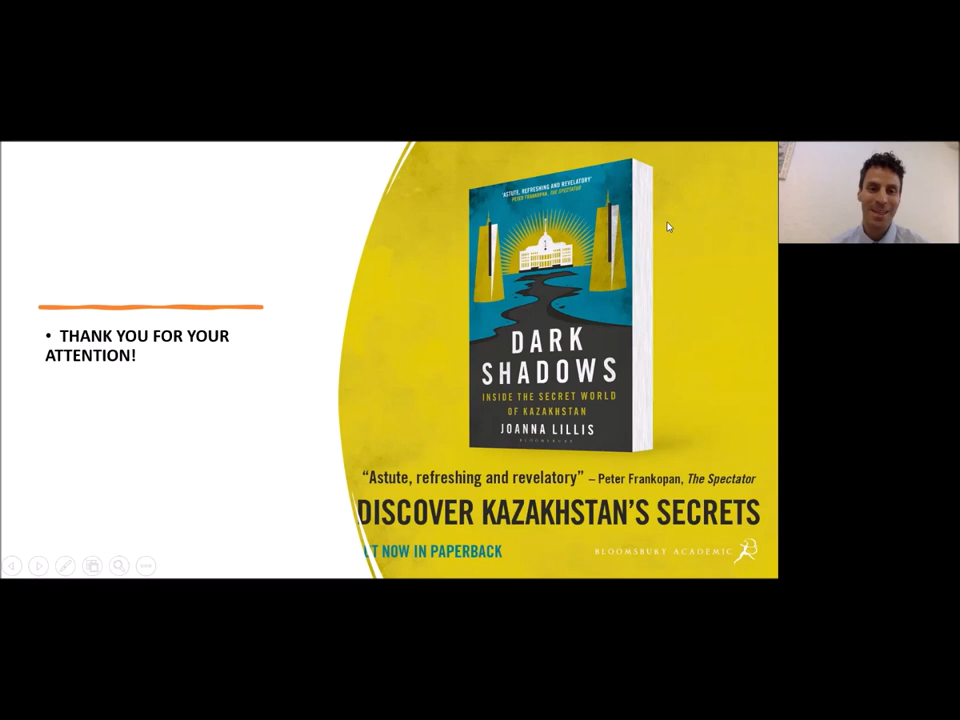 • THANK YOU FOR YOUR
ATTENTION!
'ASTUTE, REFRESHING AND REVELATORY'
PETER FRANKOPAN, THE SPECTATOR
DARK
SHADOWS
INSIDE THE SECRET WORLD
OF KAZAKHSTAN
JOANNA LILLIS
BLOOMSBURY
“Astute, refreshing and revelatory” – Peter Frankopan, The Spectator
DISCOVER KAZAKHSTAN'S SECRETS
UT NOW IN PAPERBACK
BLOOMSBURY ACADEMIC